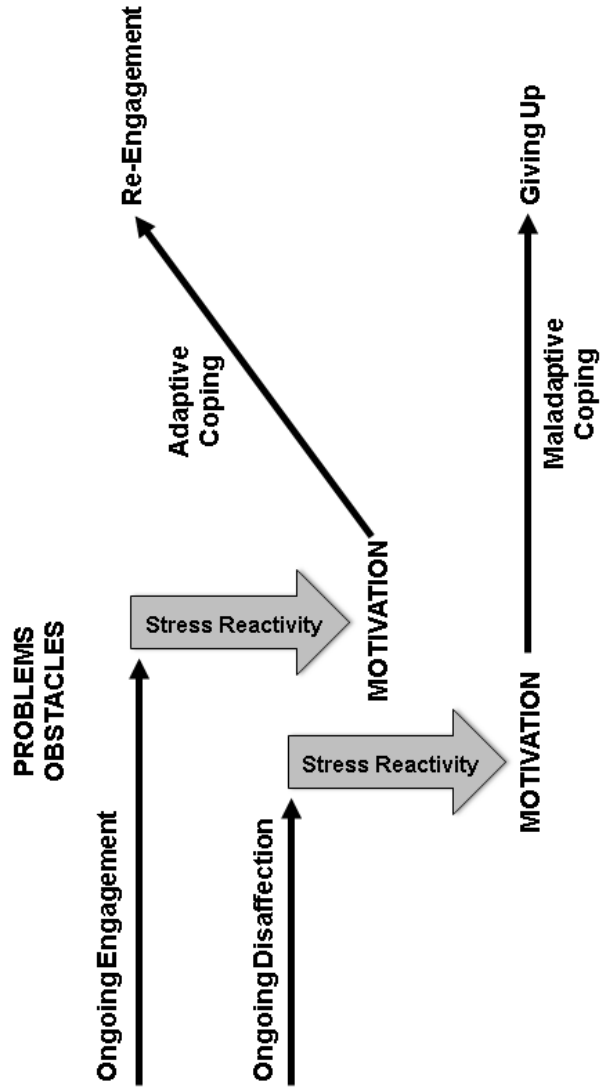 PROBLEMS
OBSTACLES
Ongoing Engagement
Stress Reactivity
MOTIVATION
Adaptive
Coping
Re-Engagement
Ongoing Disaffection
Stress Reactivity
MOTIVATION
Maladaptive
Coping
Giving Up